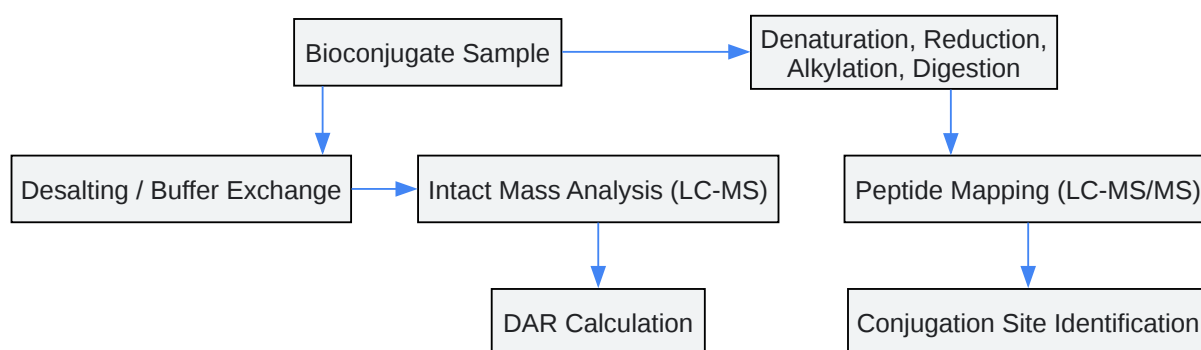 Bioconjugate Sample
Denaturation, Reduction,
Alkylation, Digestion
Desalting / Buffer Exchange
Intact Mass Analysis (LC-MS)
Peptide Mapping (LC-MS/MS)
DAR Calculation
Conjugation Site Identification